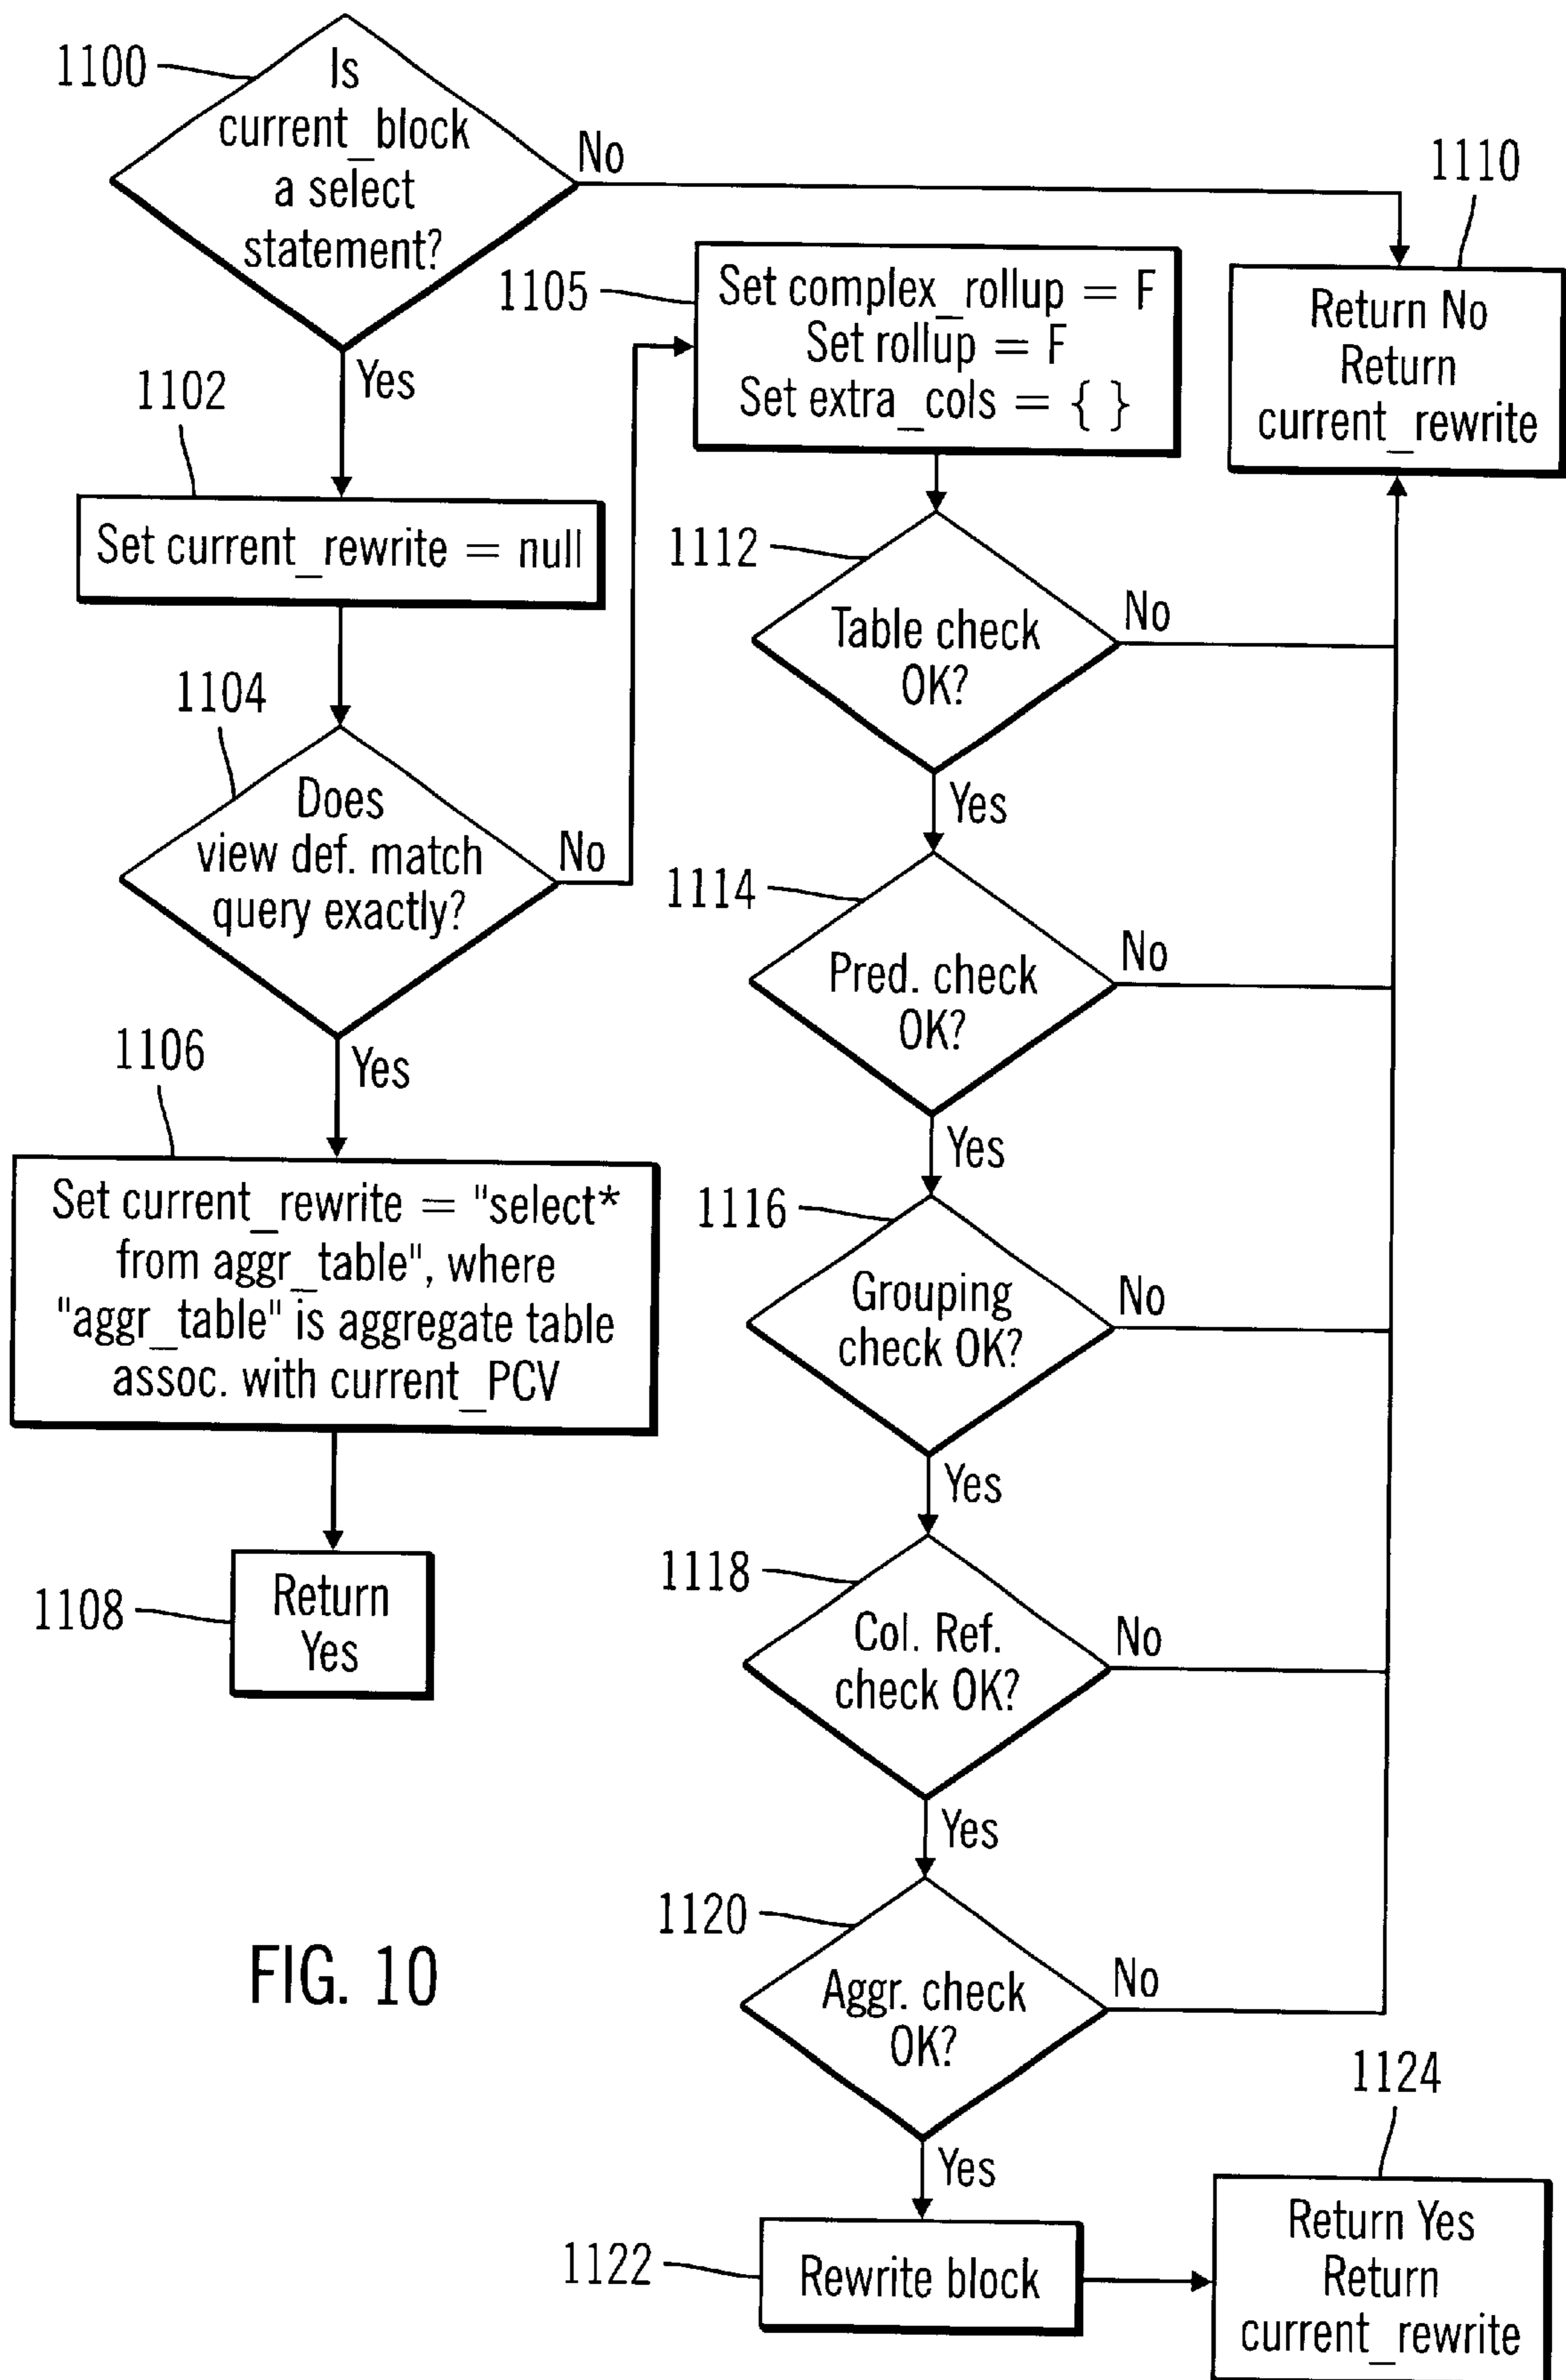 1100
Is
current_block
a select
statement?
No
Yes
1102
Set current_rewrite = null
1104
Does
view def. match
query exactly?
No
Yes
1106
Set current_rewrite = "select*
from aggr_table", where
"aggr_table" is aggregate table
assoc. with current_PCV
1108
Return
Yes
1105
Set complex_rollup = F
Set rollup = F
Set extra_cols = { }
1110
Return No
Return
current_rewrite
1112
Table check
OK?
No
Yes
1114
Pred. check
OK?
No
Yes
1116
Grouping
check OK?
No
Yes
1118
Col. Ref.
check OK?
No
Yes
1120
Aggr. check
OK?
No
Yes
1122
Rewrite block
1124
Return Yes
Return
current_rewrite
FIG. 10